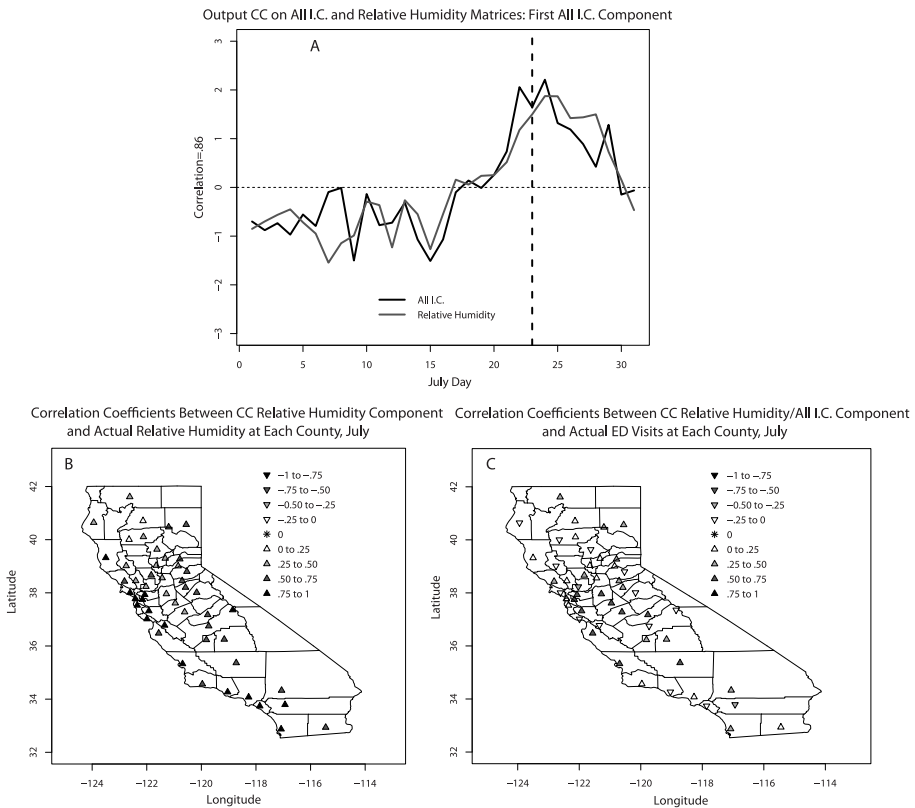 Output CC on All I.C. and Relative Humidity Matrices: First All I.C. Component
A
3
2
1
0
−1
−2
−3
Correlation=.86
All I.C.
Relative Humidity
0 5 10 15 20 25 30
July Day
Correlation Coefficients Between CC Relative Humidity Component
and Actual Relative Humidity at Each County, July
B
−1 to −.75
−.75 to −.50
−0.50 to −.25
−.25 to 0
0
0 to .25
.25 to .50
.50 to .75
.75 to 1
42
40
38
36
34
32
Latitude
−124 −122 −120 −118 −116 −114
Longitude
Correlation Coefficients Between CC Relative Humidity/All I.C. Component
and Actual ED Visits at Each County, July
C
−1 to −.75
−.75 to −.50
−0.50 to −.25
−.25 to 0
0
0 to .25
.25 to .50
.50 to .75
.75 to 1
42
40
38
36
34
32
Latitude
−124 −122 −120 −118 −116 −114
Longitude